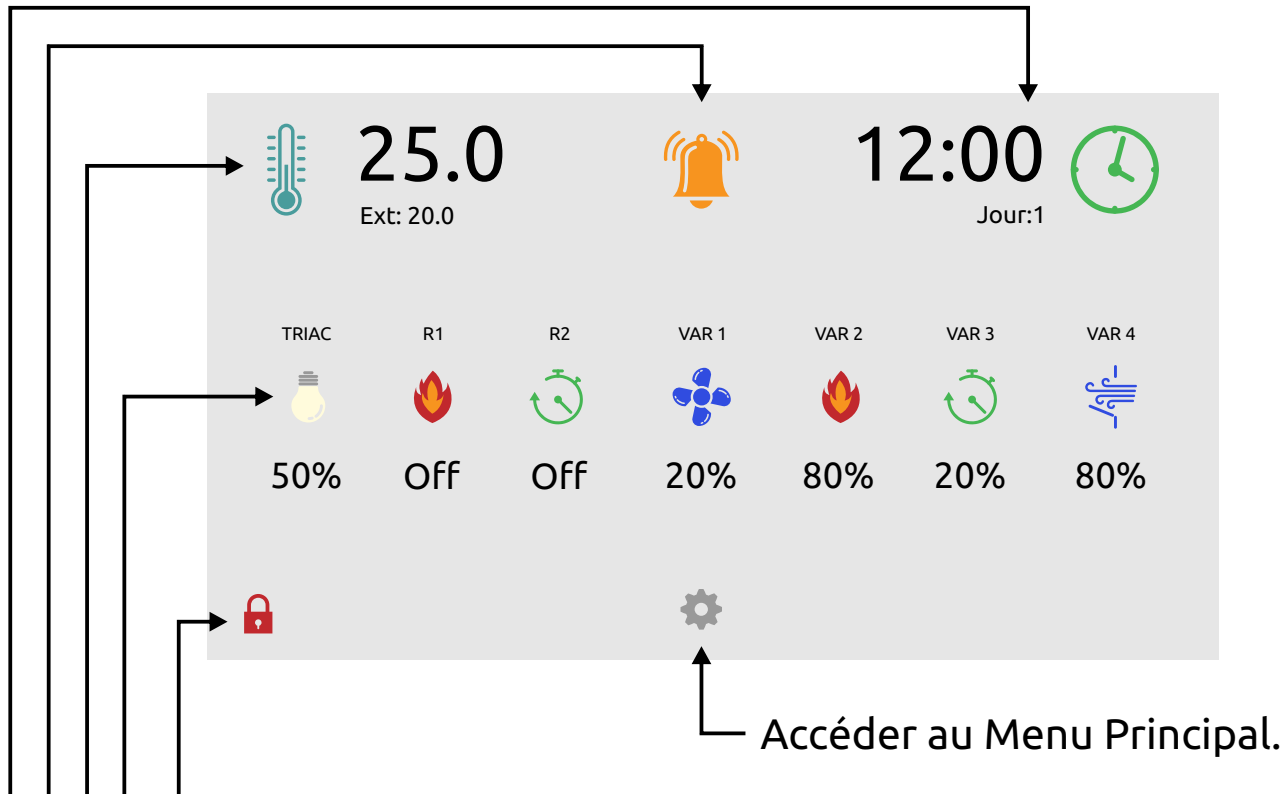 25.0
12:00
Ext: 20.0
Jour:1
TRIAC R1 R2 VAR 1 VAR 2 VAR 3 VAR 4
50% Off Off 20% 80% 20% 80%
Accéder au Menu Principal.